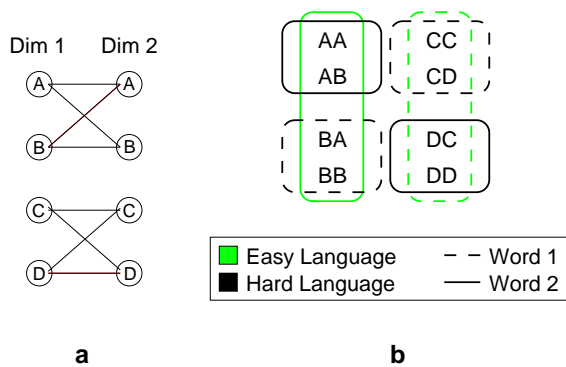 Dim 1 Dim 2
A A
B B
C C
D D
a
AA CC
AB CD
BA DC
BB DD
Easy Language Word 1
Hard Language Word 2
b